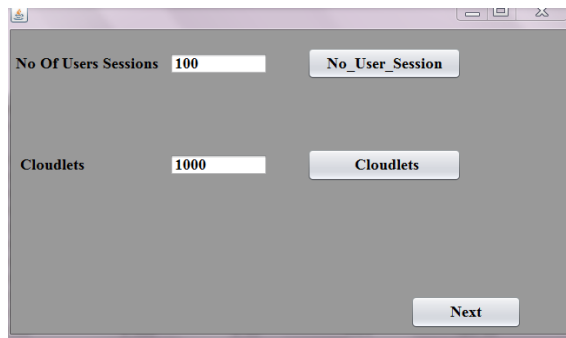 No Of Users Sessions 100 No_User_Session
Cloudlets 1000 Cloudlets
Next